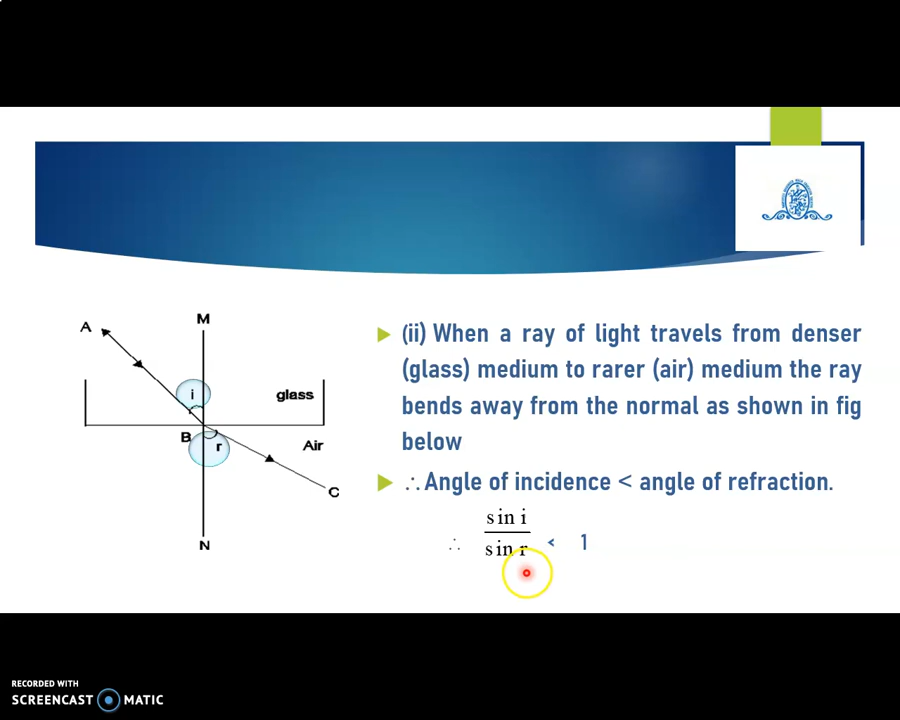 M
A
(ii) When a ray of light travels from denser
(glass) medium to rarer (air) medium the ray
bends away from the normal as shown in fig
below
i
glass
B
r
Air
C
N
∴ Angle of incidence < angle of refraction.
∴ sin i / sin r < 1
RECORDED WITH
SCREENCAST MATIC